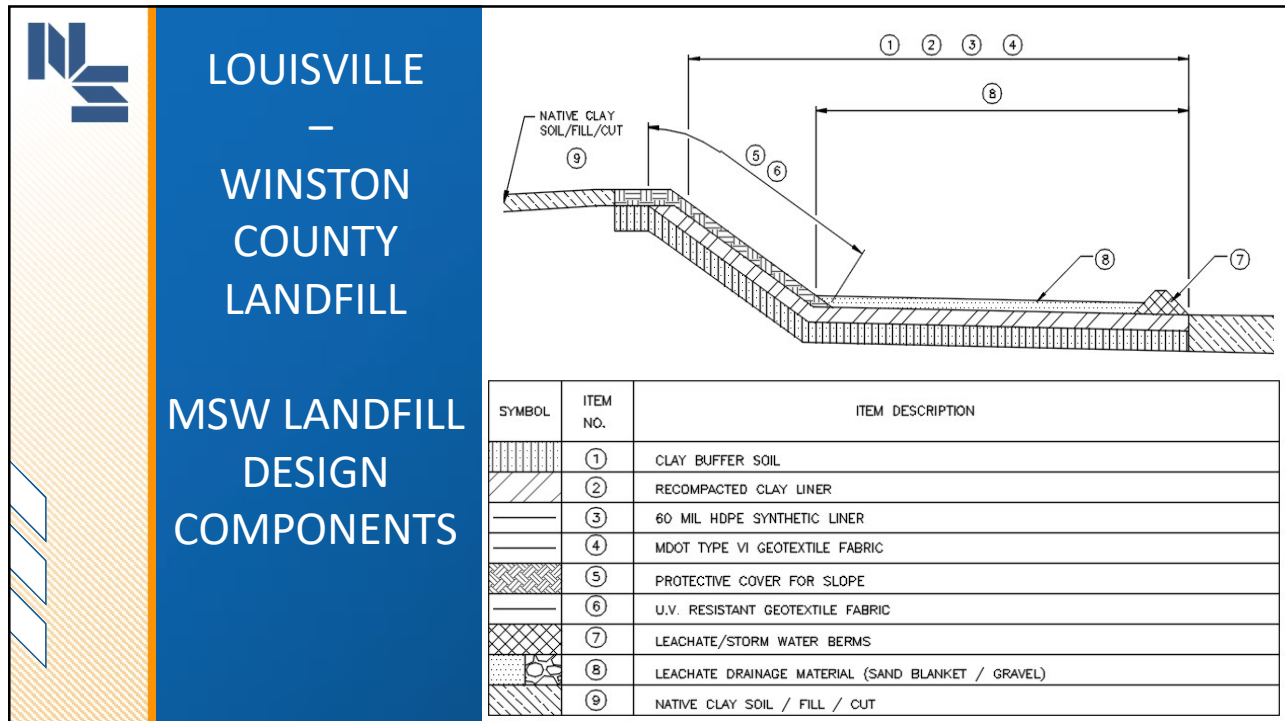 NS
LOUISVILLE
–
WINSTON
COUNTY
LANDFILL
MSW LANDFILL
DESIGN
COMPONENTS
① ② ③ ④
⑧
NATIVE CLAY
SOIL/FILL/CUT
⑨
⑤
⑥
⑧
⑦
SYMBOL ITEM NO. ITEM DESCRIPTION
① CLAY BUFFER SOIL
② RECOMPACTED CLAY LINER
③ 60 MIL HDPE SYNTHETIC LINER
④ MDOT TYPE VI GEOTEXTILE FABRIC
⑤ PROTECTIVE COVER FOR SLOPE
⑥ U.V. RESISTANT GEOTEXTILE FABRIC
⑦ LEACHATE/STORM WATER BERMS
⑧ LEACHATE DRAINAGE MATERIAL (SAND BLANKET / GRAVEL)
⑨ NATIVE CLAY SOIL / FILL / CUT